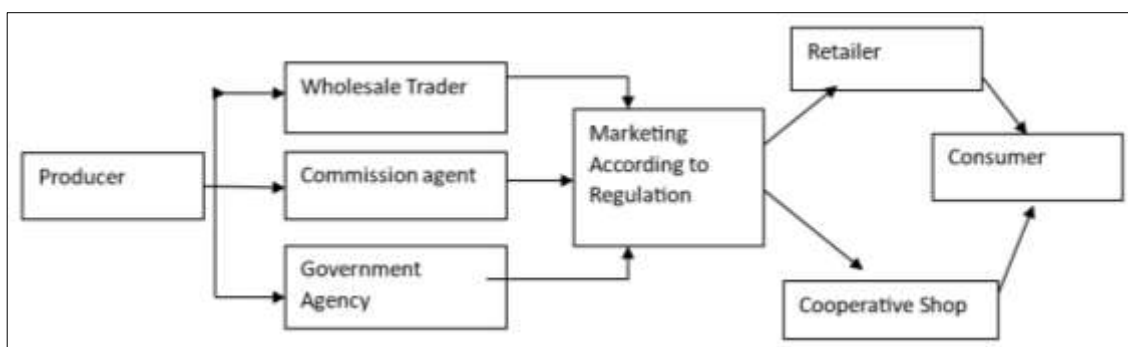 Producer
Wholesale Trader
Commission agent
Government
Agency
Marketing
According to
Regulation
Retailer
Cooperative Shop
Consumer